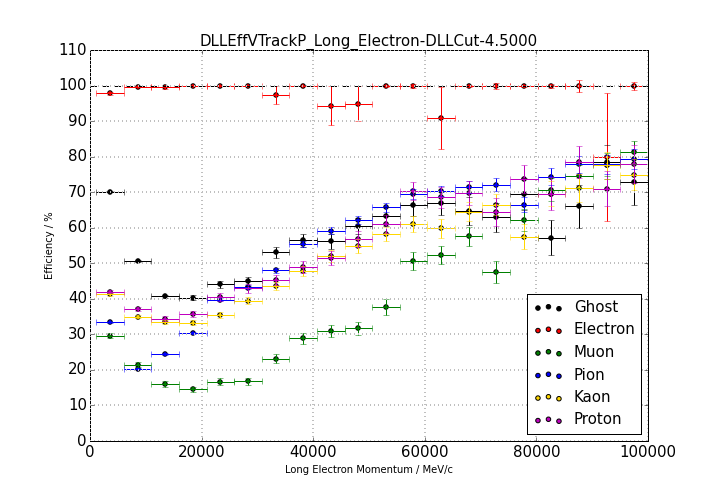 DLLEffVTrackP_Long_Electron-DLLCut-4.5000
110
100
90
80
70
60
50
40
30
20
10
0
Efficiency / %
Ghost
Electron
Muon
Pion
Kaon
Proton
0 20000 40000 60000 80000 100000
Long Electron Momentum / MeV/c